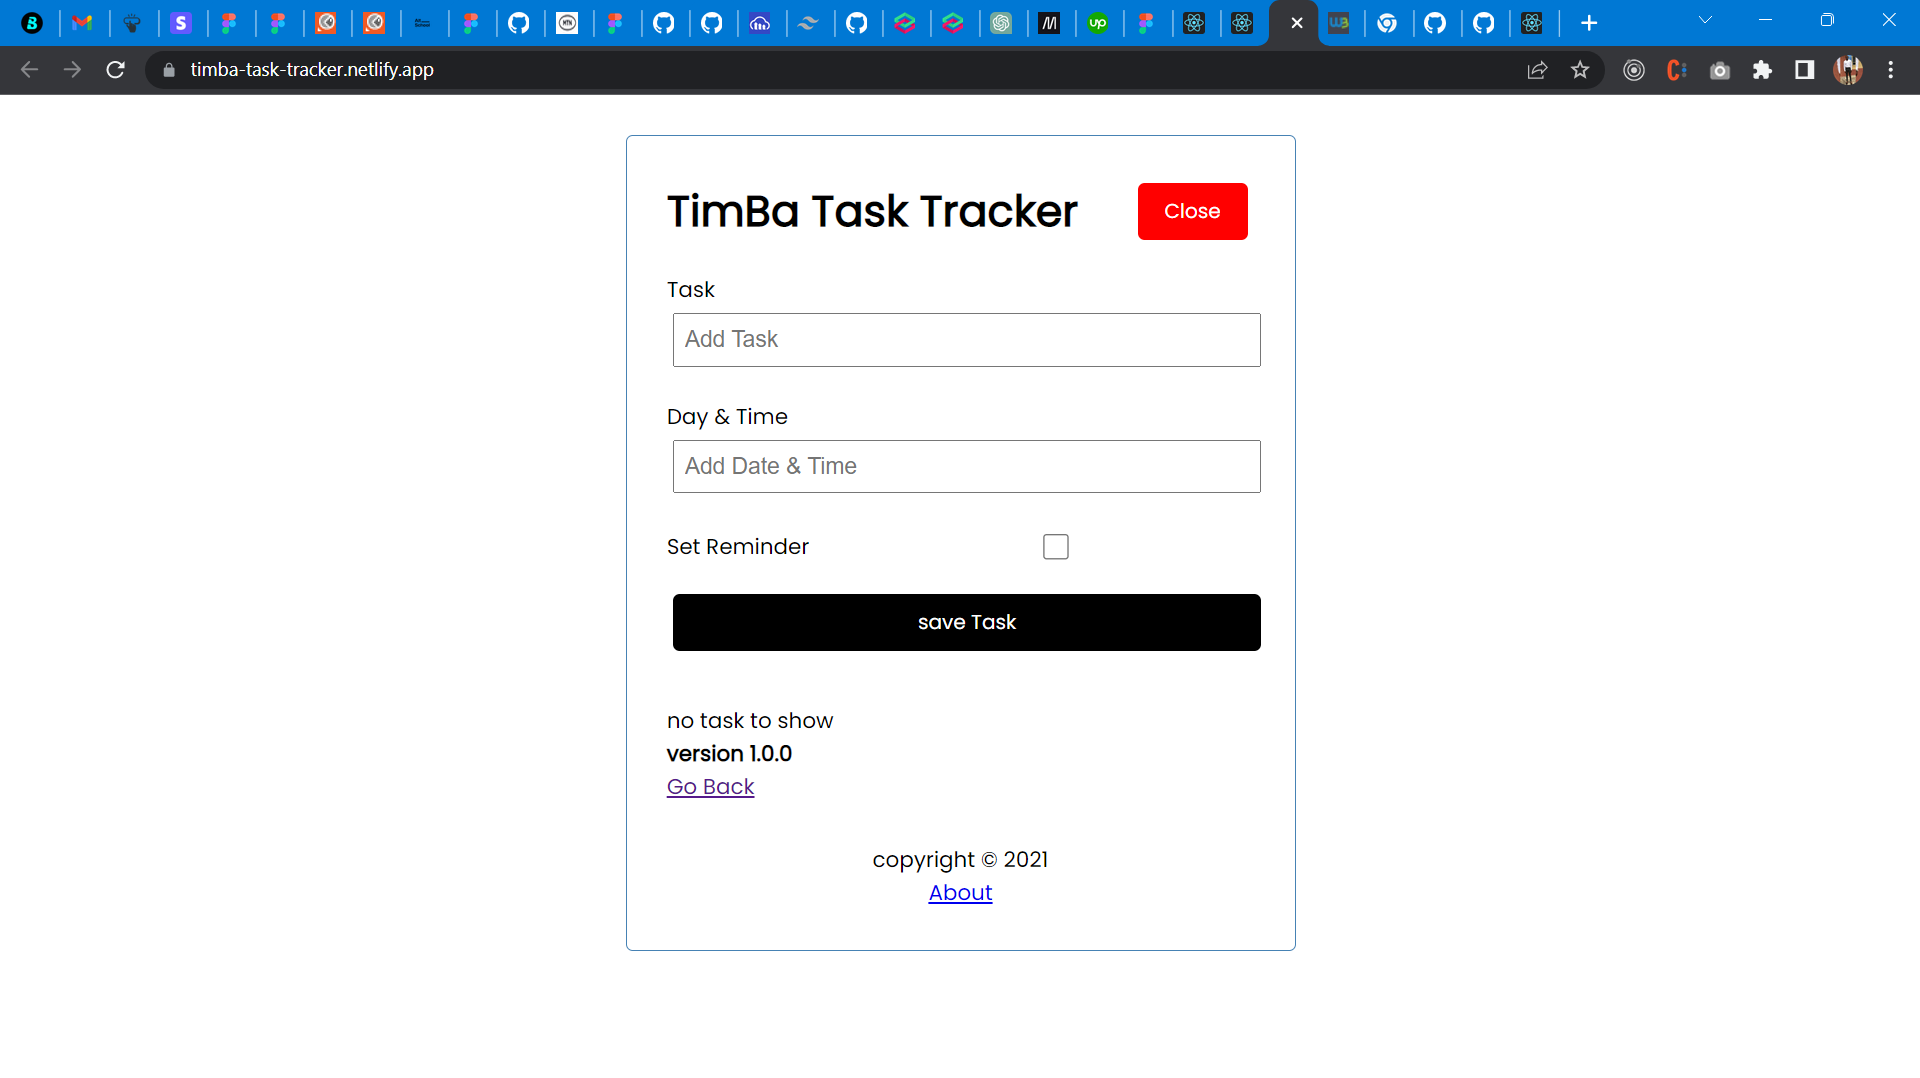 timba-task-tracker.netlify.app
TimBa Task Tracker
Close
Task
Add Task
Day & Time
Add Date & Time
Set Reminder
save Task
no task to show
version 1.0.0
Go Back
copyright © 2021
About